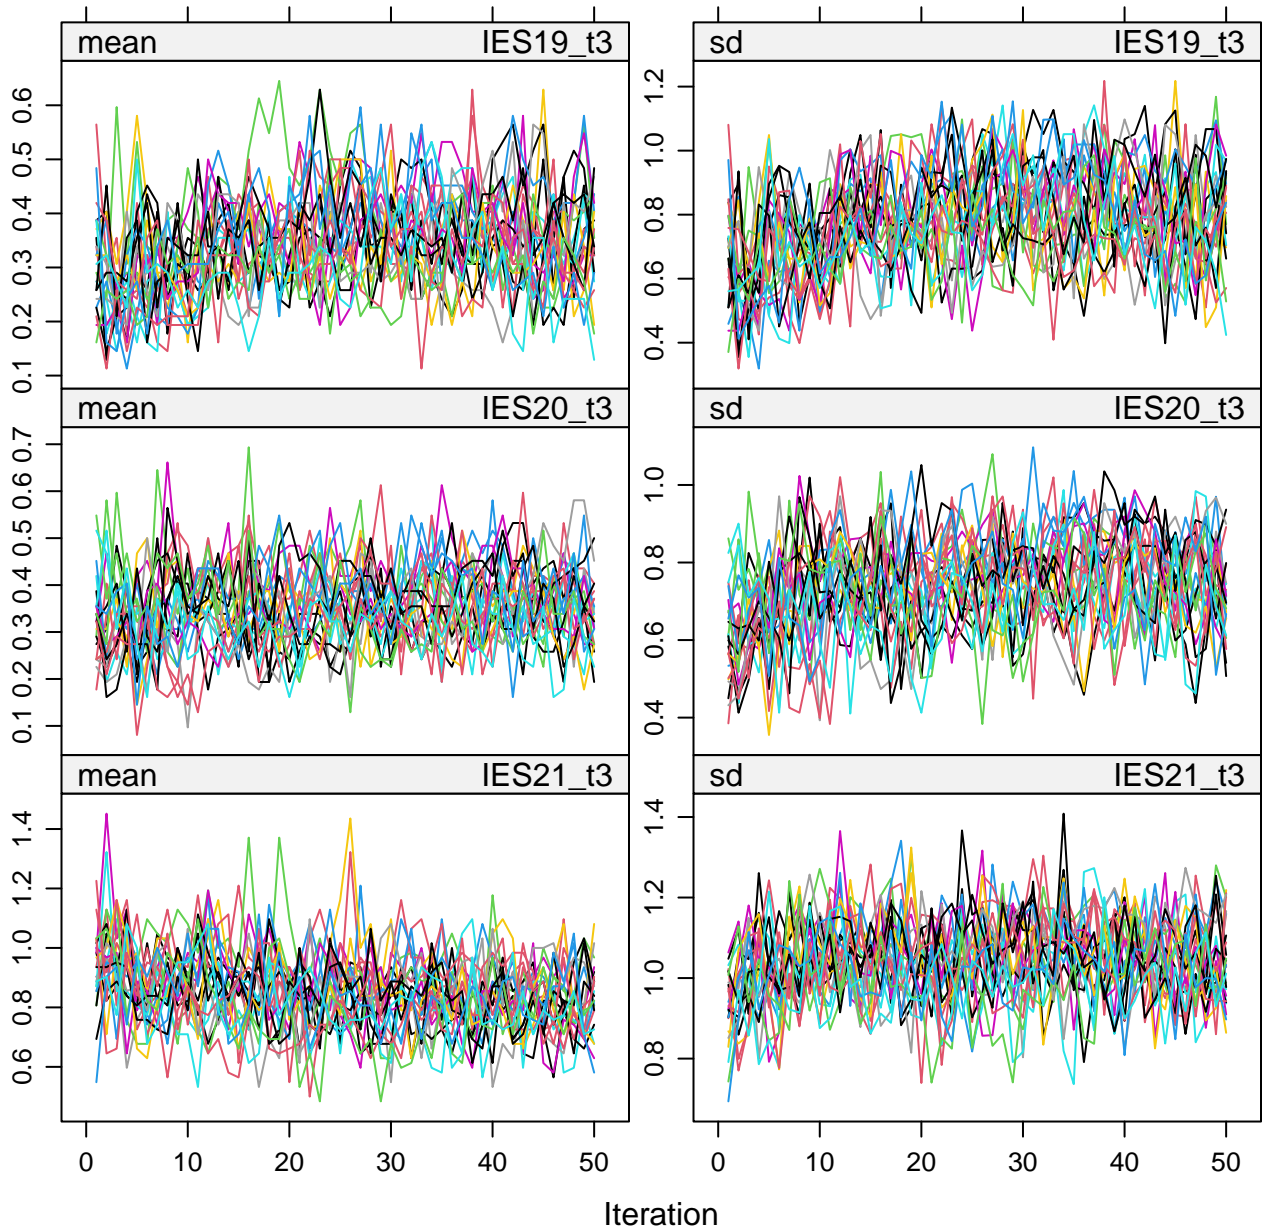 mean IES19_t3 sd IES19_t3
0.1 0.2 0.3 0.4 0.5 0.6
0.4 0.6 0.8 1.0 1.2
mean IES20_t3 sd IES20_t3
0.1 0.2 0.3 0.4 0.5 0.6 0.7
0.4 0.6 0.8 1.0
mean IES21_t3 sd IES21_t3
0.6 0.8 1.0 1.2 1.4
0.8 1.0 1.2 1.4
0 10 20 30 40 50 0 10 20 30 40 50
Iteration